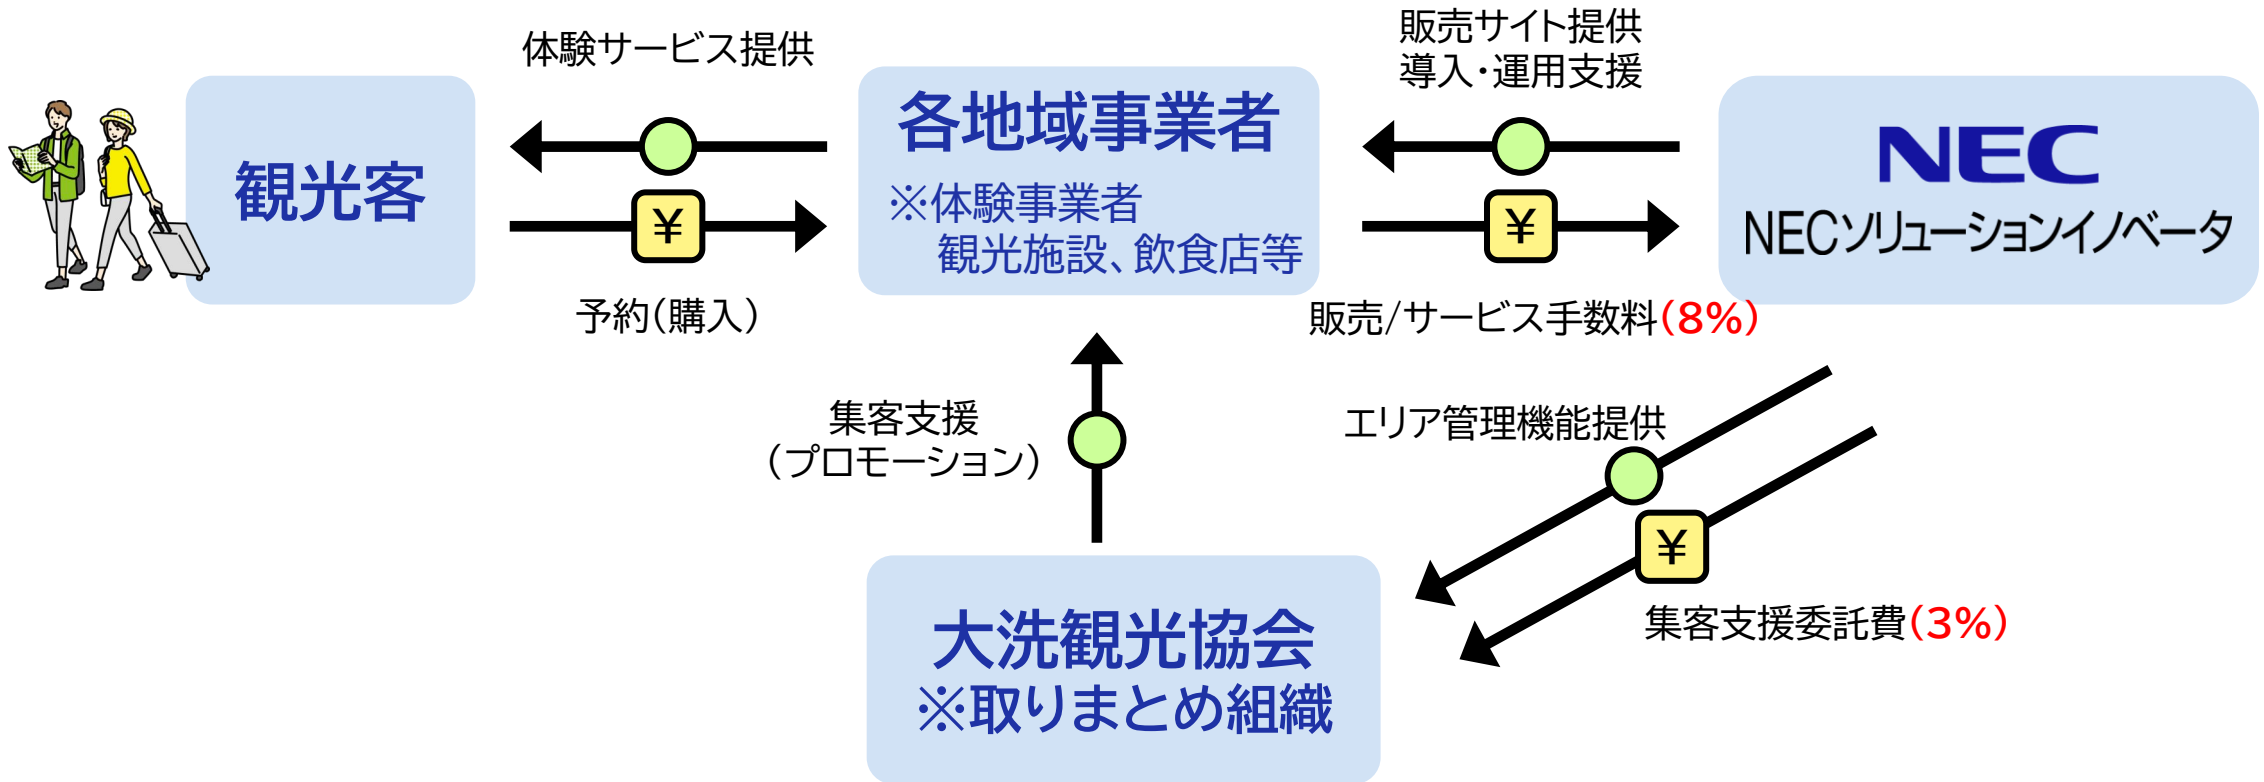 体験サービス提供
販売サイト提供
導入・運用支援
観光客
¥
予約(購入)
各地域事業者
※体験事業者
観光施設、飲食店等
¥
販売/サービス手数料(8%)
NEC
NECソリューションイノベータ
集客支援
(プロモーション)
エリア管理機能提供
¥
集客支援委託費(3%)
大洗観光協会
※取りまとめ組織